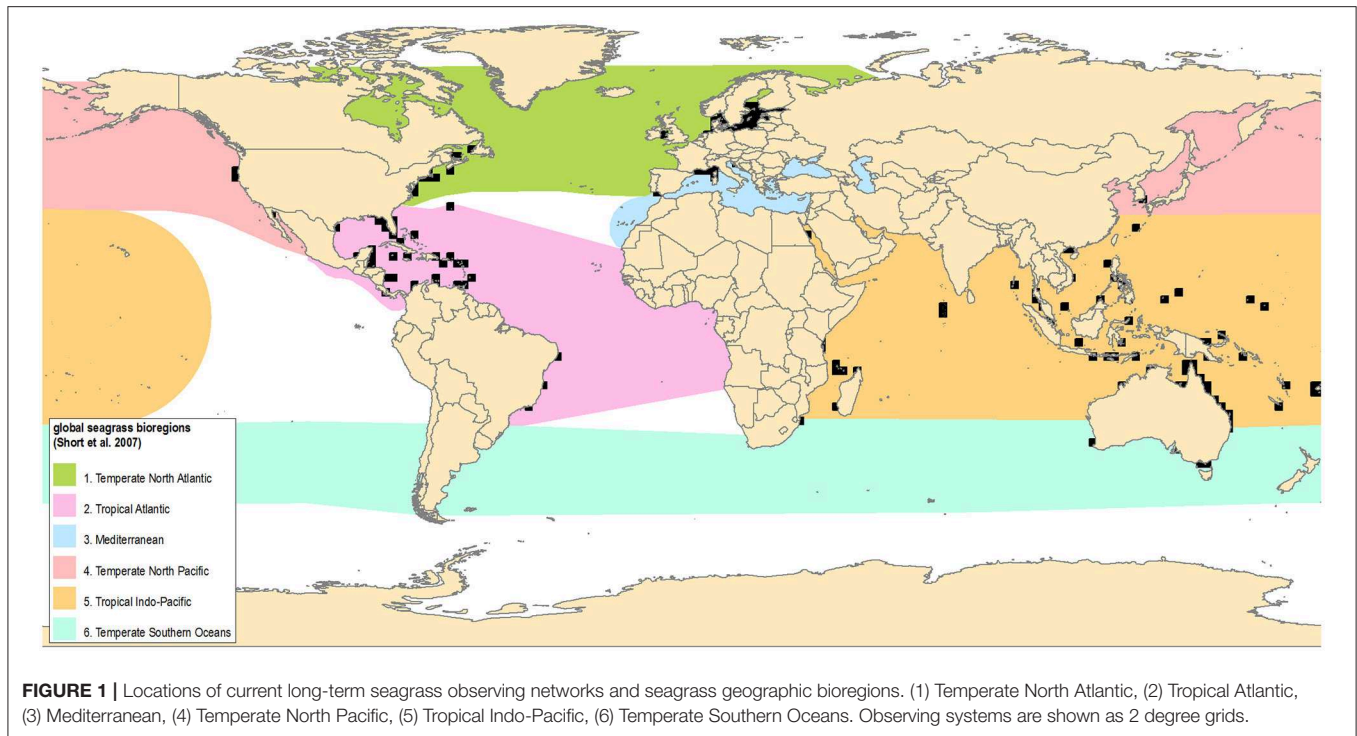 global seagrass bioregions
(Short et al. 2007)
1. Temperate North Atlantic
2. Tropical Atlantic
3. Mediterranean
4. Temperate North Pacific
5. Tropical Indo-Pacific
6. Temperate Southern Oceans
FIGURE 1 | Locations of current long-term seagrass observing networks and seagrass geographic bioregions. (1) Temperate North Atlantic, (2) Tropical Atlantic,
(3) Mediterranean, (4) Temperate North Pacific, (5) Tropical Indo-Pacific, (6) Temperate Southern Oceans. Observing systems are shown as 2 degree grids.